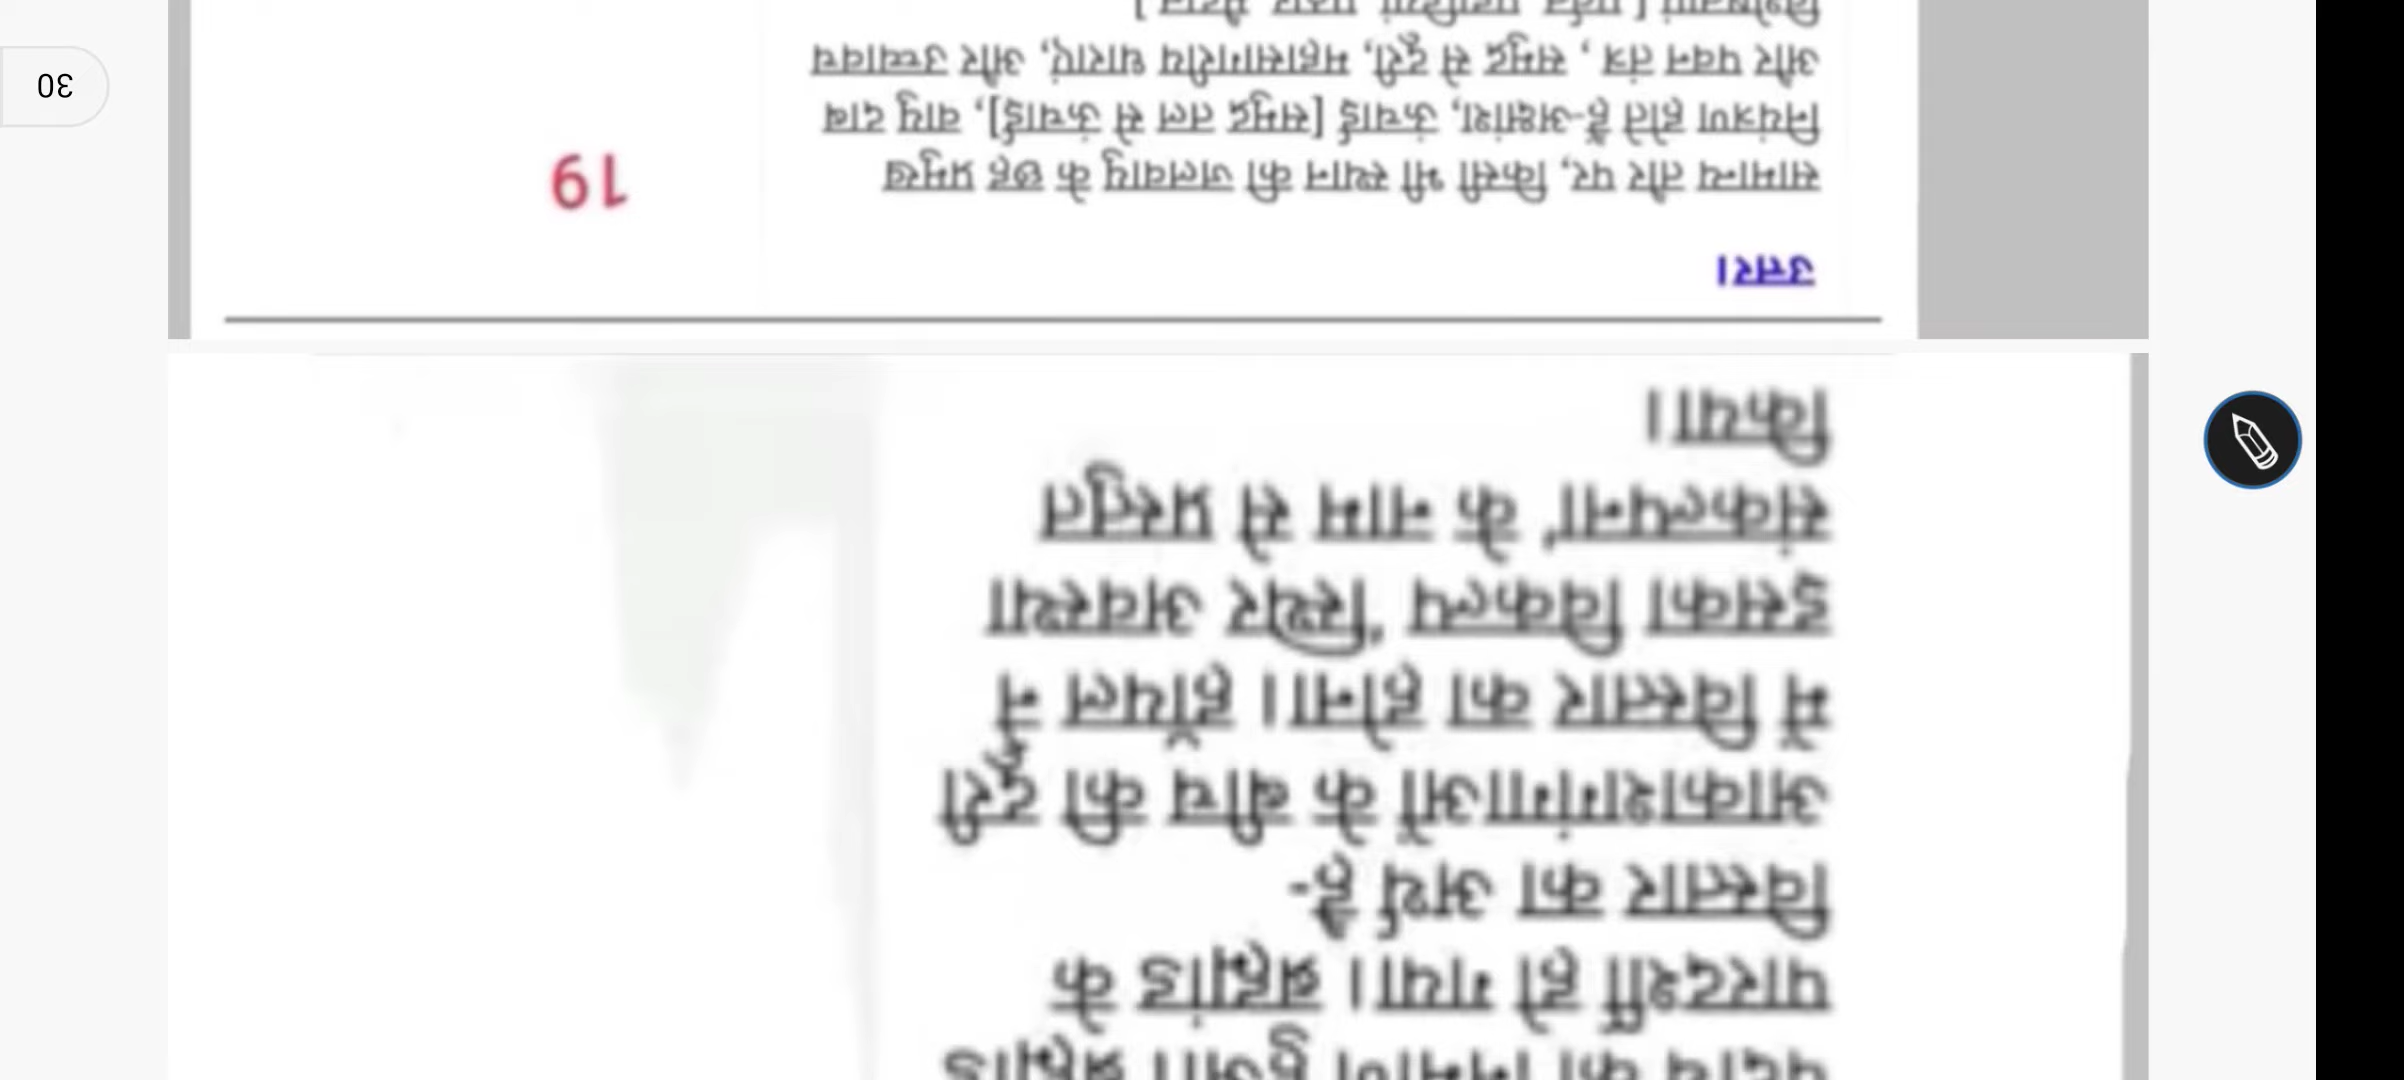 का निर्माण हुआ। ब्रह्मांड
पारदर्शी हो गया। ब्रह्मांड के
विस्तार का अर्थ है-
आकाशगंगाओं के बीच की दूरी
में विस्तार का होना। हॉयल ने
इसका विकल्प 'स्थिर अवस्था
संकल्पना' के नाम से प्रस्तुत
किया।
उत्तर।
सामान्य तौर पर, किसी भी स्थान की जलवायु के छह प्रमुख
नियंत्रण होते हैं-अक्षांश, ऊंचाई [समुद्र तल से ऊंचाई], वायु दाब
और पवन तंत्र , समुद्र से दूरी, महासागरीय धाराएं, और उच्चावच
19
30